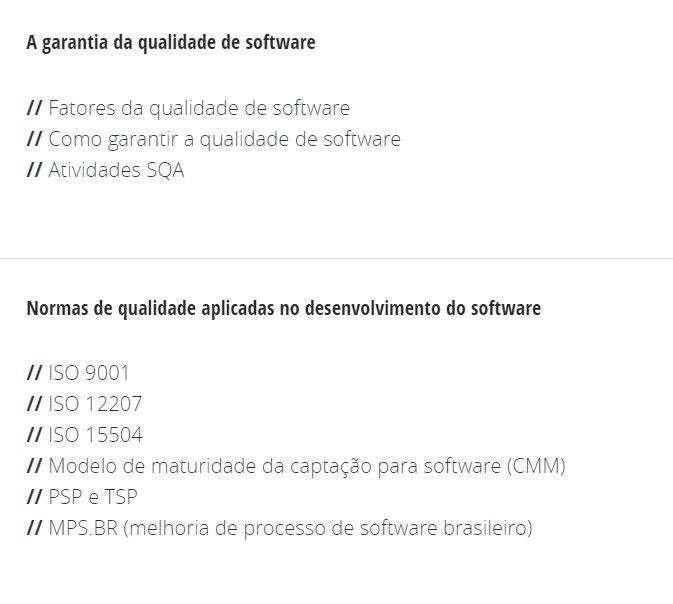 A garantia da qualidade de software
// Fatores da qualidade de software
// Como garantir a qualidade de software
// Atividades SQA
Normas de qualidade aplicadas no desenvolvimento do software
// ISO 9001
// ISO 12207
// ISO 15504
// Modelo de maturidade da captação para software (CMM)
// PSP e TSP
// MPS.BR (melhoria de processo de software brasileiro)